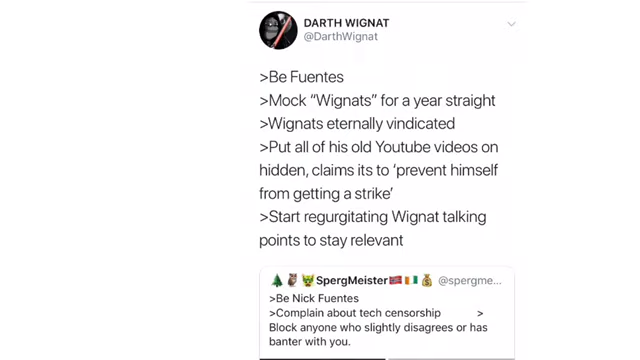 DARTH WIGNAT
@DarthWignat
>Be Fuentes
>Mock “Wignats” for a year straight
>Wignats eternally vindicated
>Put all of his old Youtube videos on
hidden, claims its to ‘prevent himself
from getting a strike’
>Start regurgitating Wignat talking
points to stay relevant
SpergMeister @spergme...
>Be Nick Fuentes
>Complain about tech censorship >
Block anyone who slightly disagrees or has
banter with you.